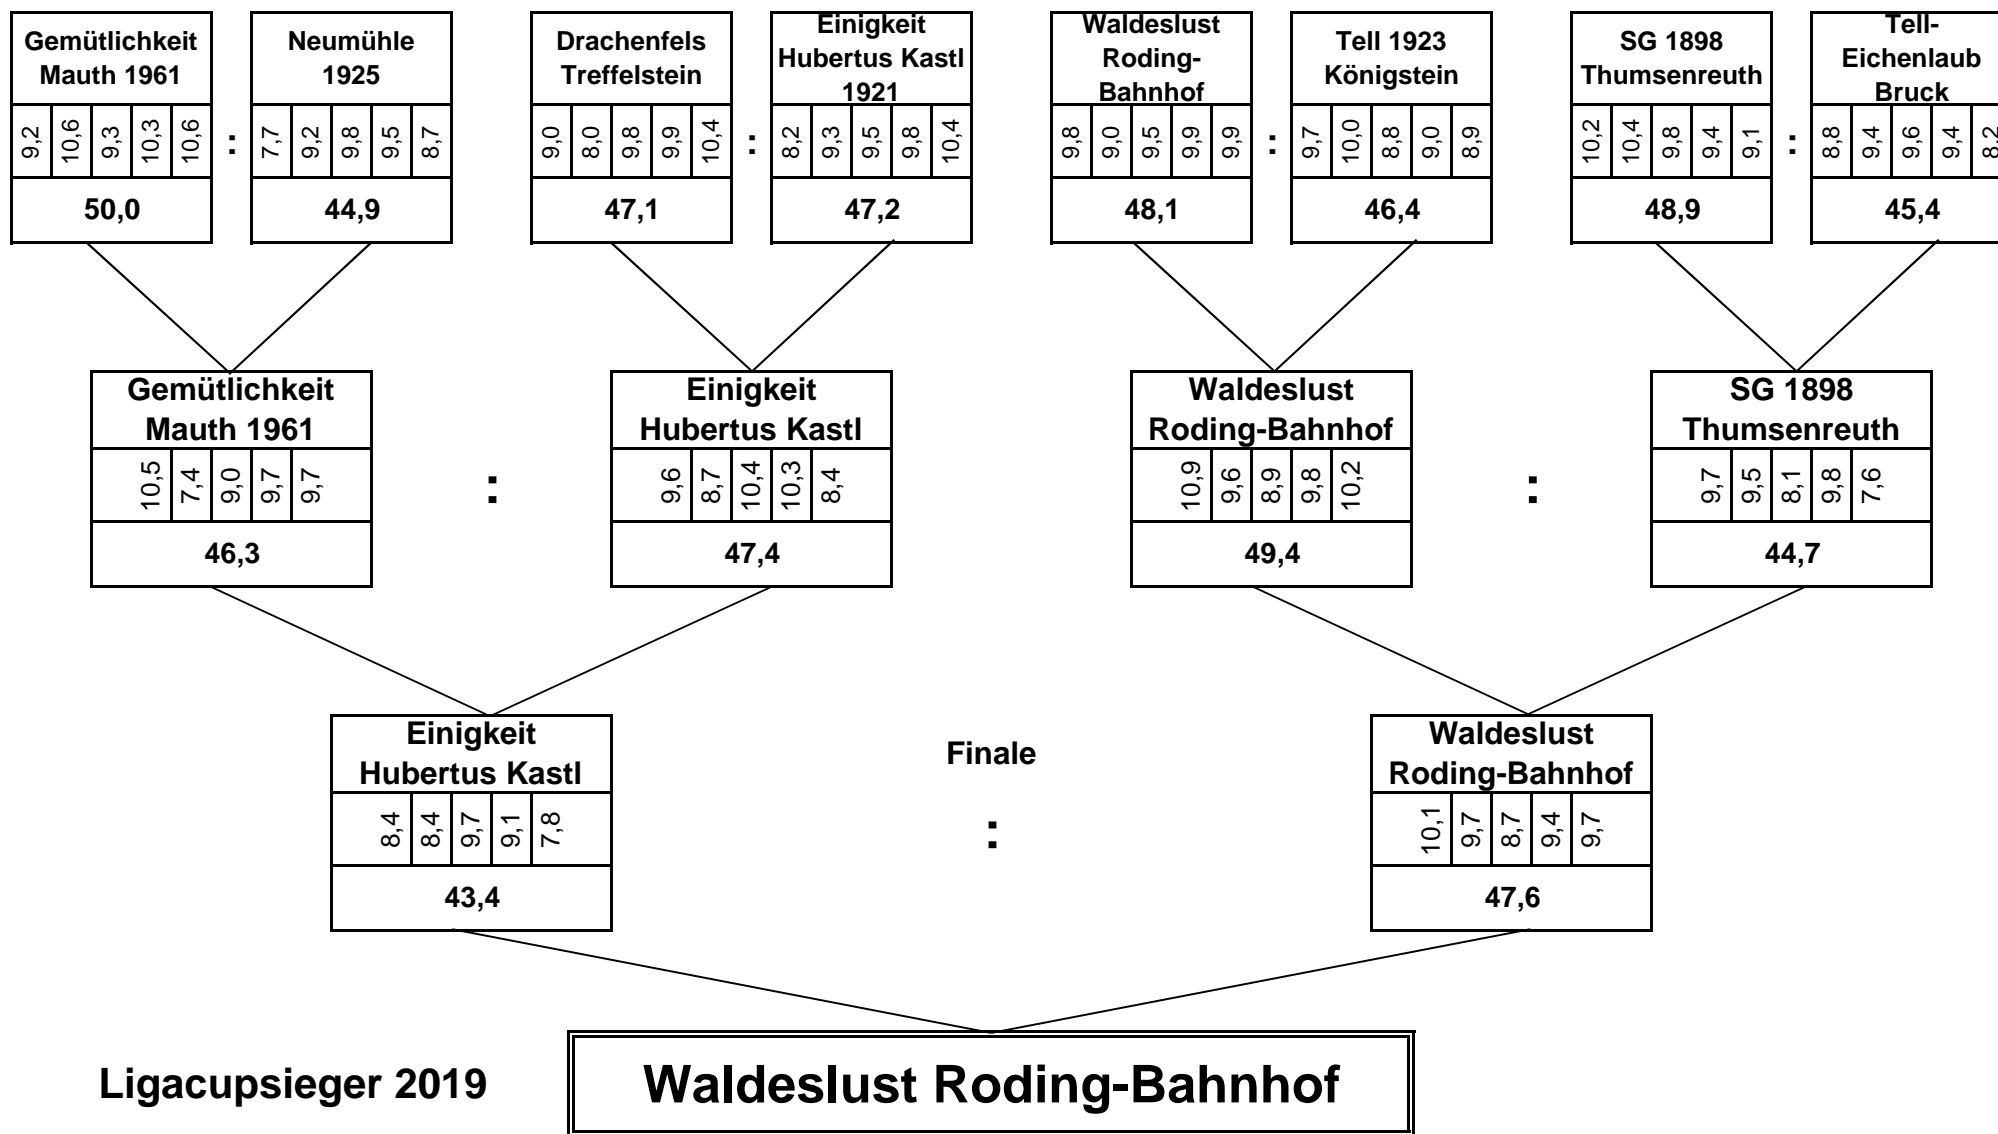 Gemütlichkeit
Mauth 1961
9,2
10,6
9,3
10,3
10,6
50,0
:
Neumühle
1925
7,7
9,2
9,8
9,5
8,7
44,9
Drachenfels
Treffelstein
9,0
8,0
9,8
9,9
10,4
47,1
:
Einigkeit
Hubertus Kastl
1921
8,2
9,3
9,5
9,8
10,4
47,2
Waldeslust
Roding-
Bahnhof
9,8
9,0
9,5
9,9
9,9
48,1
:
Tell 1923
Königstein
9,7
10,0
8,8
9,0
8,9
46,4
SG 1898
Thumsenreuth
10,2
10,4
9,8
9,4
9,1
48,9
:
Tell-
Eichenlaub
Bruck
8,8
9,4
9,6
9,4
8,2
45,4
Gemütlichkeit
Mauth 1961
10,5
7,4
9,0
9,7
9,7
46,3
:
Einigkeit
Hubertus Kastl
9,6
8,7
10,4
10,3
8,4
47,4
Waldeslust
Roding-Bahnhof
10,9
9,6
8,9
9,8
10,2
49,4
:
SG 1898
Thumsenreuth
9,7
9,5
8,1
9,8
7,6
44,7
Einigkeit
Hubertus Kastl
8,4
8,4
9,7
9,1
7,8
43,4
Finale
:
Waldeslust
Roding-Bahnhof
10,1
9,7
8,7
9,4
9,7
47,6
Ligacupsieger 2019
Waldeslust Roding-Bahnhof